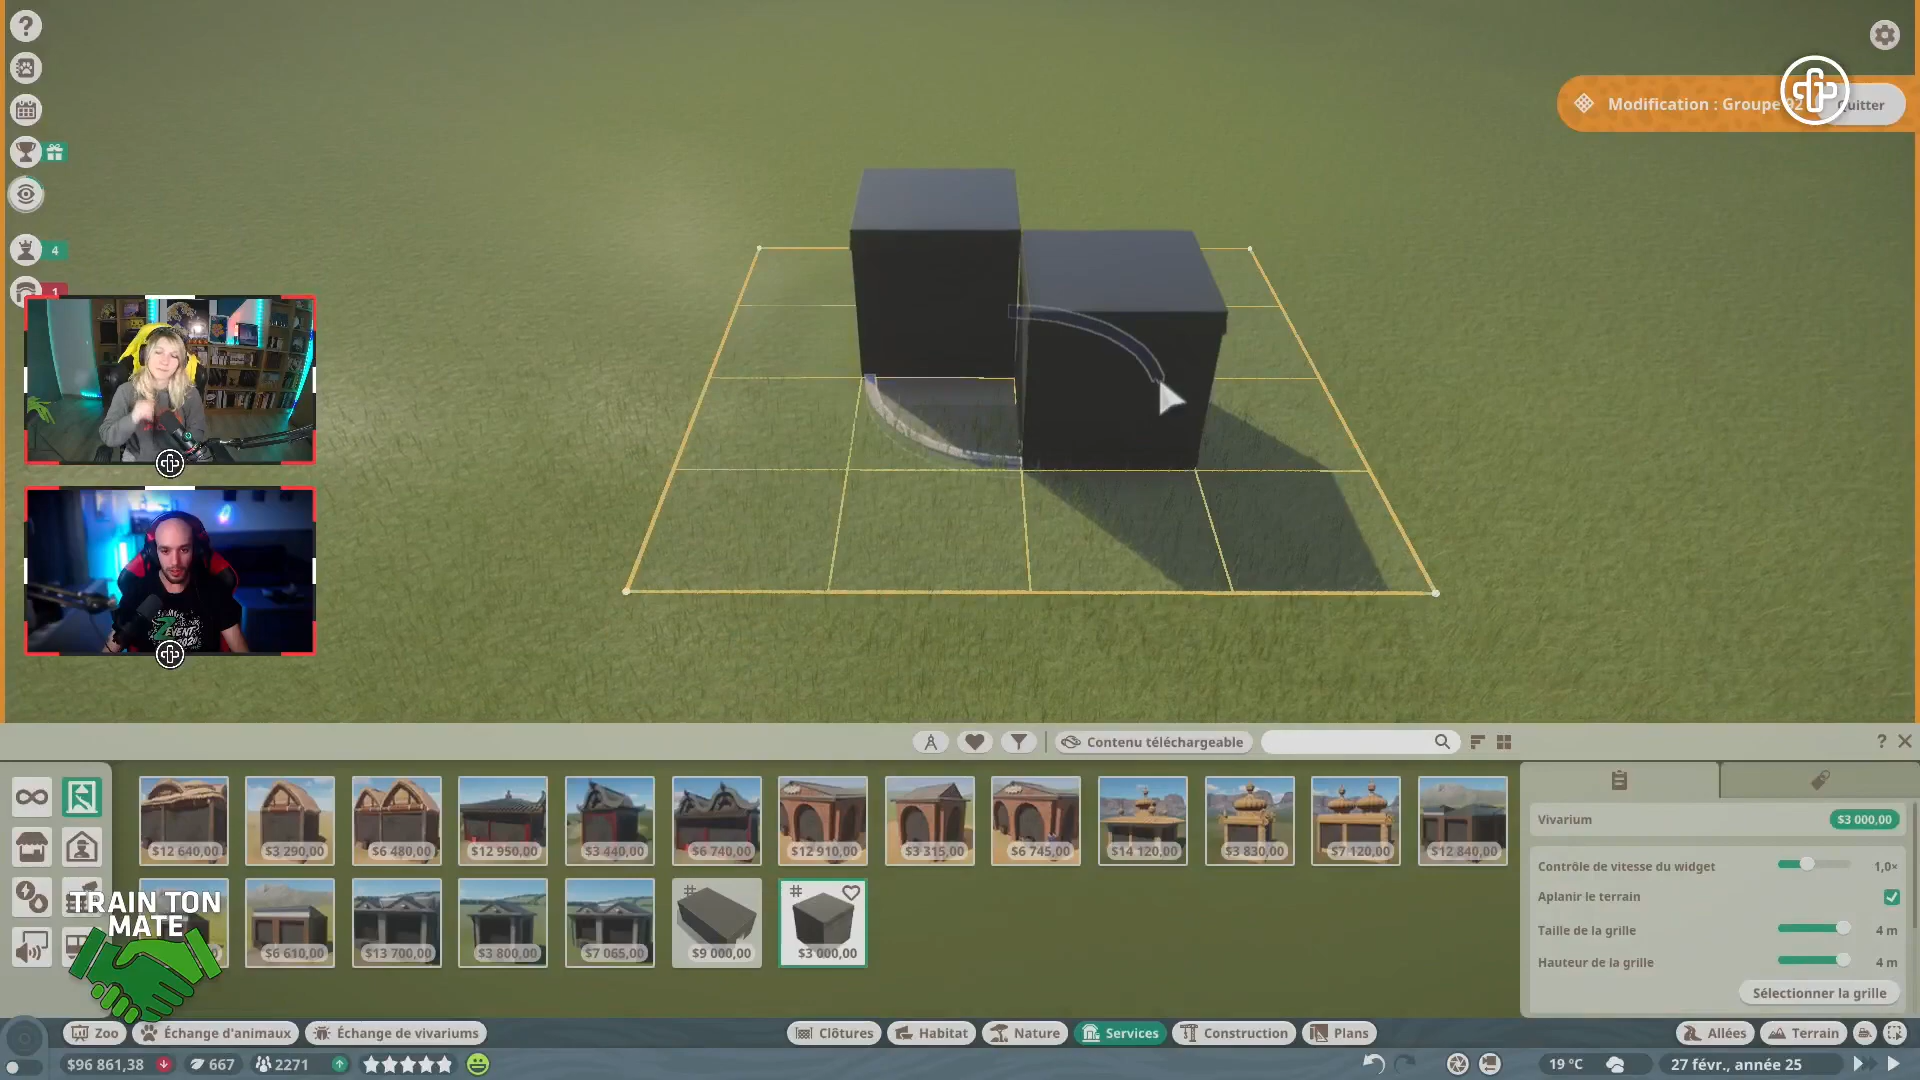 ?
4
1
Modification : Groupe
Quitter
Z EVENT
2020
Contenu téléchargeable
?
$12 640,00
$3 290,00
$6 480,00
$12 950,00
$3 440,00
$6 740,00
$12 910,00
$3 315,00
$6 745,00
$14 120,00
$3 830,00
$7 120,00
$12 840,00
$6 610,00
$13 700,00
$3 800,00
$7 065,00
#
$9 000,00
#
$3 000,00
TRAIN TON
MATE
Vivarium
$3 000,00
Contrôle de vitesse du widget
1,0×
Aplanir le terrain
Taille de la grille
4 m
Hauteur de la grille
4 m
Sélectionner la grille
Zoo
Échange d'animaux
Échange de vivariums
Clôtures
Habitat
Nature
Services
Construction
Plans
Allées
Terrain
$96 861,38
667
2271
19 °C
27 févr., année 25